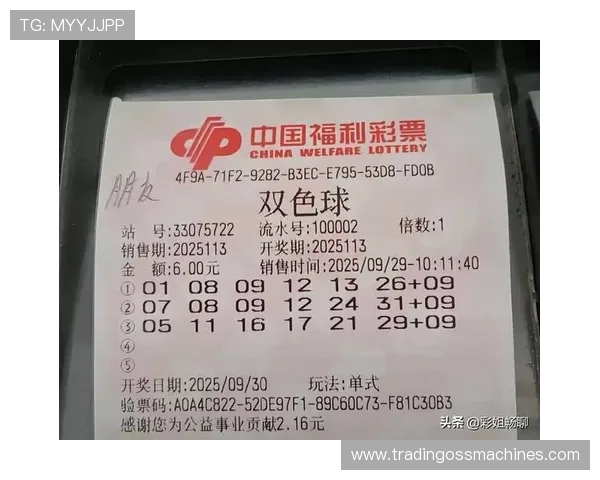 TG: MYYJJPP
中国福利彩票
CHINA WELFARE LOTTERY
4F9A-71F2-9282-B3EC-E795-53D8-FD0B
朋友
双色球
站 号:33075722 流水号:100002 倍数:1
销售期:2025113 开奖期:2025113
金 额:6.00元 销售时间:2025/09/29-10:11:40
① 01 08 09 12 13 26+09
② 07 08 09 12 24 31+09
③ 05 11 16 17 21 29+09
④
⑤
开奖日期:2025/09/30 玩法:单式
验票码:A0A4C822-52DE97F1-89C60C73-F81C30B3
感谢您为公益事业贡献2.16元
头条 @彩姐畅聊
www.tradingossmachines.com